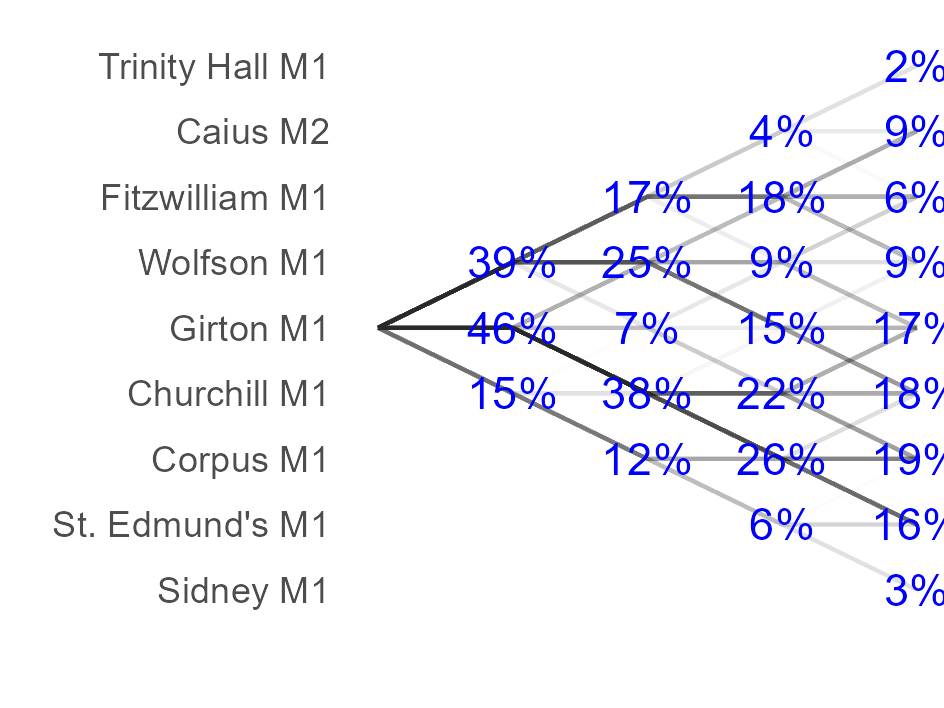 Trinity Hall M1 2%
Caius M2 4% 9%
Fitzwilliam M1 17% 18% 6%
Wolfson M1 39% 25% 9% 9%
Girton M1 46% 7% 15% 17%
Churchill M1 15% 38% 22% 18%
Corpus M1 12% 26% 19%
St. Edmund's M1 6% 16%
Sidney M1 3%